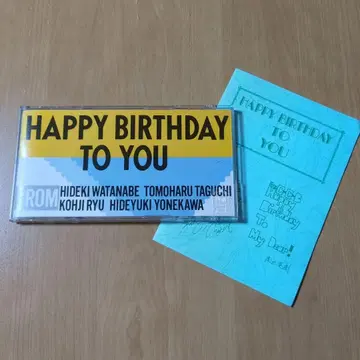 HAPPY BIRTHDAY
TO YOU
ROM
HIDEKI WATANABE TOMOHARU TAGUCHI
KOHJI RYU HIDEYUKI YONEKAWA
HAPPY BIRTHDAY
TO
YOU
Happy
Birthday
To
My Dear!